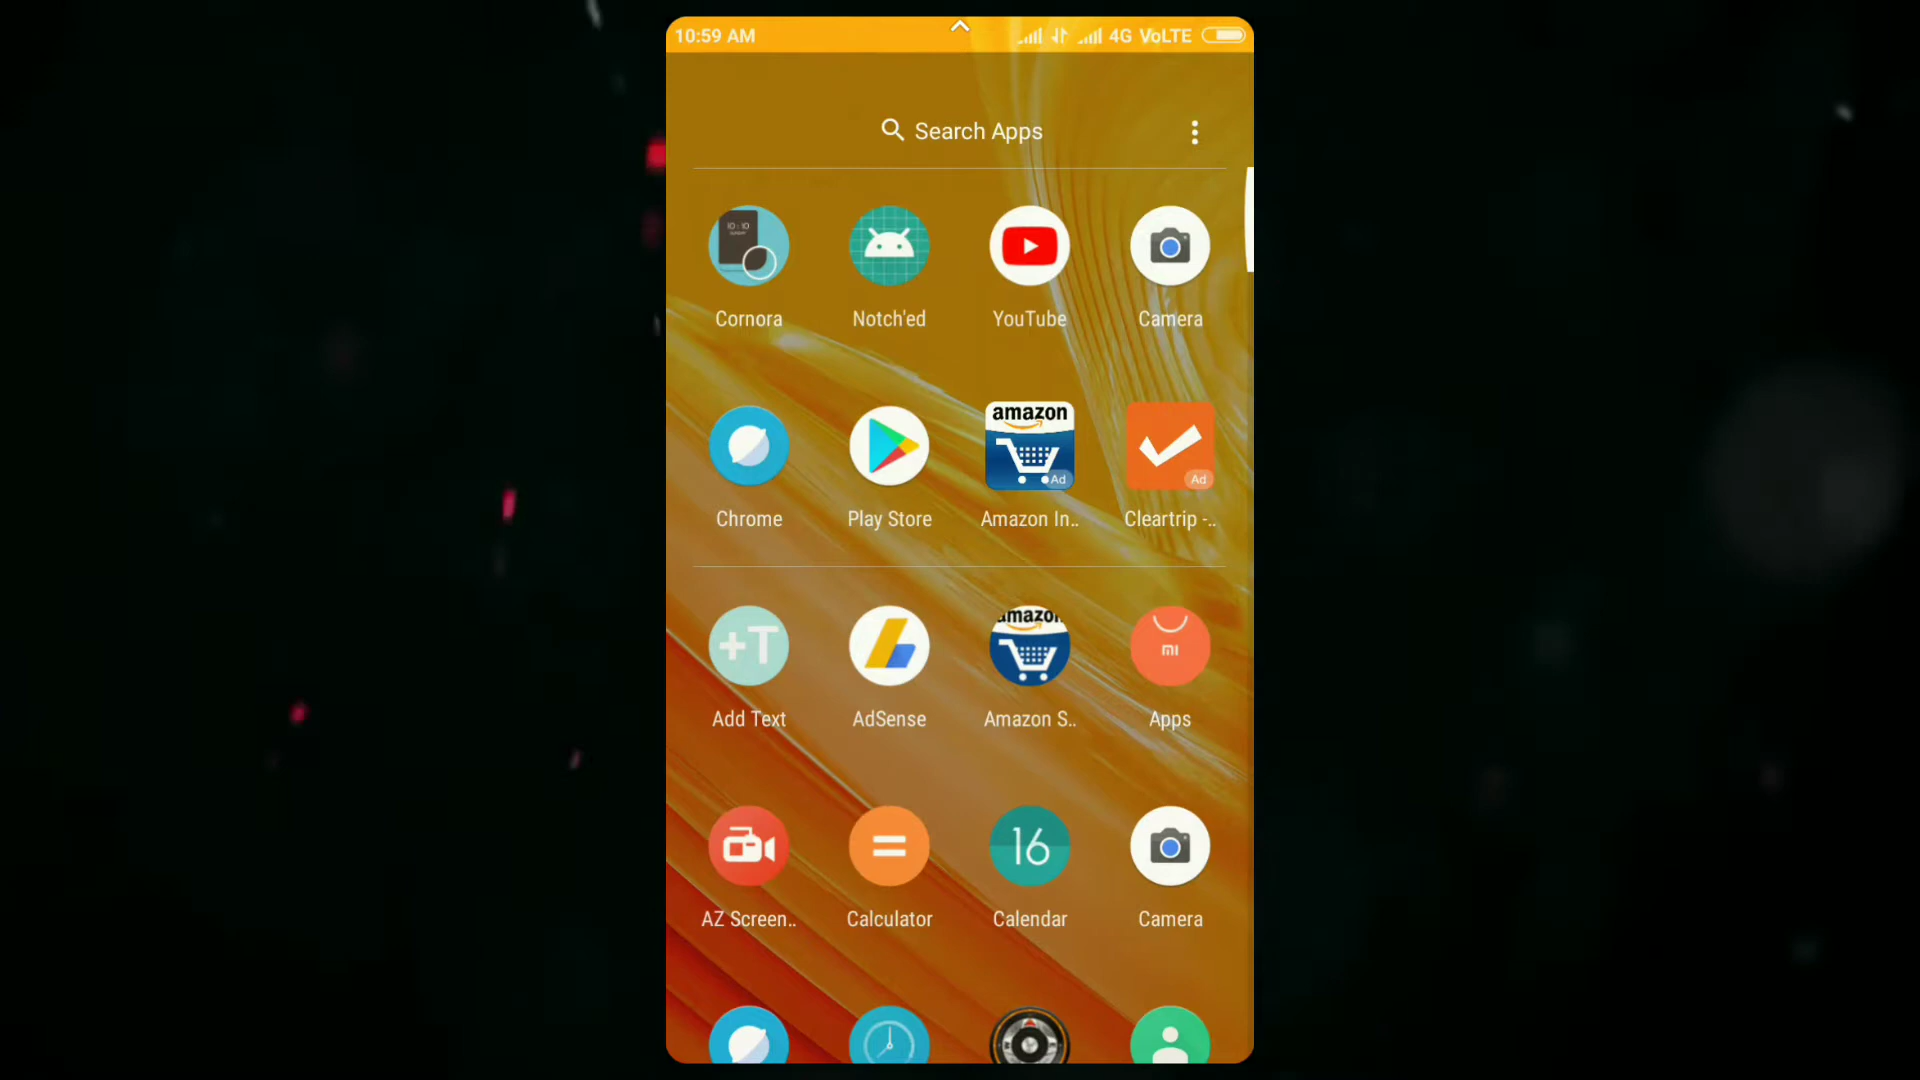 10:59 AM 4G VoLTE
Search Apps
10:10
Cornora Notch'ed YouTube Camera
amazon
Ad Ad
Chrome Play Store Amazon In.. Cleartrip -..
+T amazon mi
Add Text AdSense Amazon S.. Apps
16
AZ Screen.. Calculator Calendar Camera